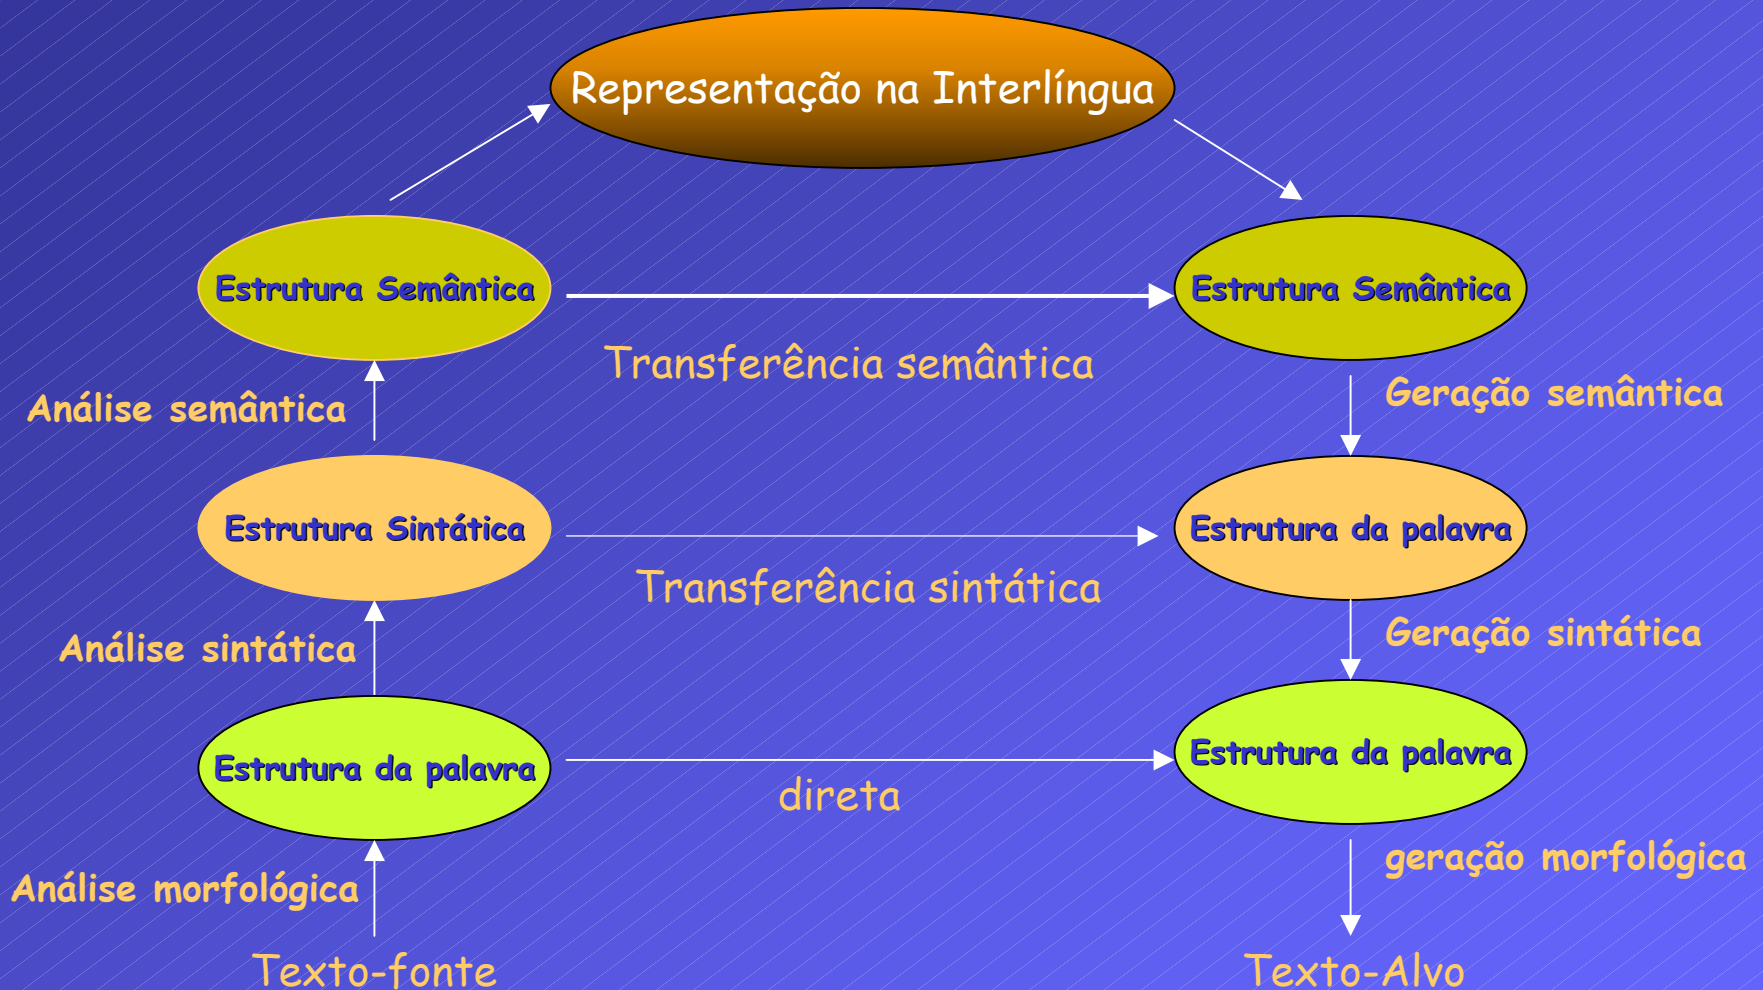 Representação na Interlíngua
Estrutura Semântica
Estrutura Semântica
Transferência semântica
Análise semântica
Geração semântica
Estrutura Sintática
Estrutura da palavra
Transferência sintática
Análise sintática
Geração sintática
Estrutura da palavra
Estrutura da palavra
direta
Análise morfológica
geração morfológica
Texto-fonte
Texto-Alvo